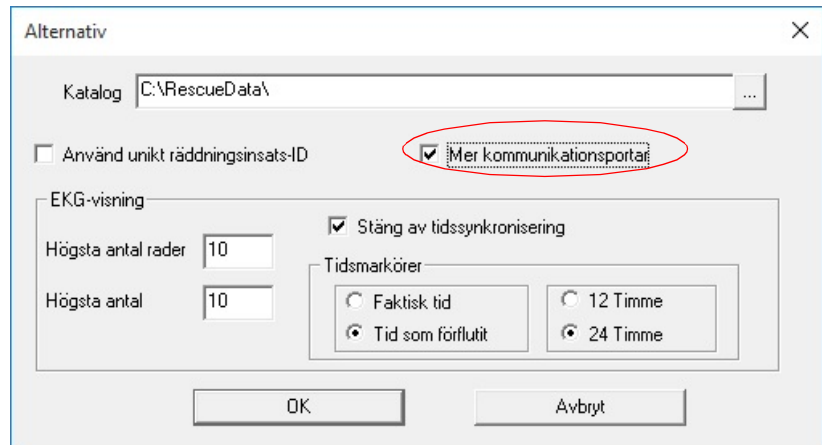 Alternativ
Katalog C:\RescueData\ ...
Använd unikt räddningsinsats-ID Mer kommunikationsportar
EKG-visning
Stäng av tidssynkronisering
Högsta antal rader 10
Tidsmarkörer
Högsta antal 10
Faktisk tid 12 Timme
Tid som förflutit 24 Timme
OK Avbryt